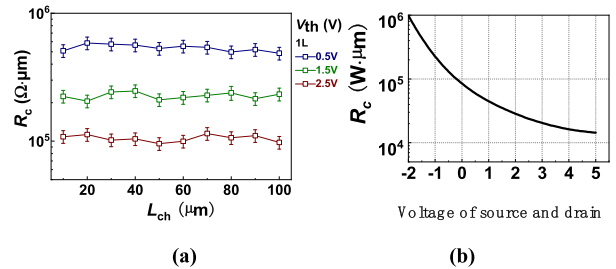 10⁶
R_c (Ω·μm)
10⁵
20 40 60 80 100
L_ch (μm)
V_th (V)
1L
0.5V
1.5V
2.5V
(a)
10⁶
10⁵
10⁴
R_c (W·μm)
-2 -1 0 1 2 3 4 5
Voltage of source and drain
(b)